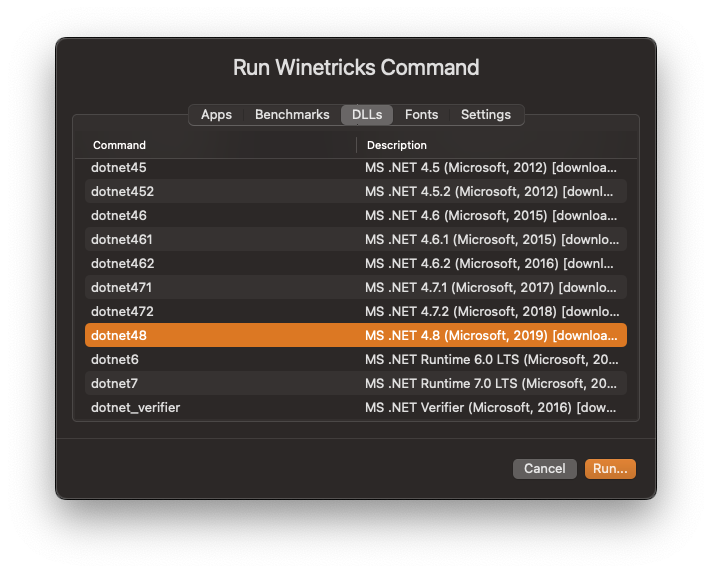 Run Winetricks Command
Apps Benchmarks DLLs Fonts Settings
Command Description
dotnet45 MS .NET 4.5 (Microsoft, 2012) [downloa...
dotnet452 MS .NET 4.5.2 (Microsoft, 2012) [downl...
dotnet46 MS .NET 4.6 (Microsoft, 2015) [downloa...
dotnet461 MS .NET 4.6.1 (Microsoft, 2015) [downlo...
dotnet462 MS .NET 4.6.2 (Microsoft, 2016) [downl...
dotnet471 MS .NET 4.7.1 (Microsoft, 2017) [downlo...
dotnet472 MS .NET 4.7.2 (Microsoft, 2018) [downlo...
dotnet48 MS .NET 4.8 (Microsoft, 2019) [downloa...
dotnet6 MS .NET Runtime 6.0 LTS (Microsoft, 20...
dotnet7 MS .NET Runtime 7.0 LTS (Microsoft, 20...
dotnet_verifier MS .NET Verifier (Microsoft, 2016) [dow...
Cancel Run...